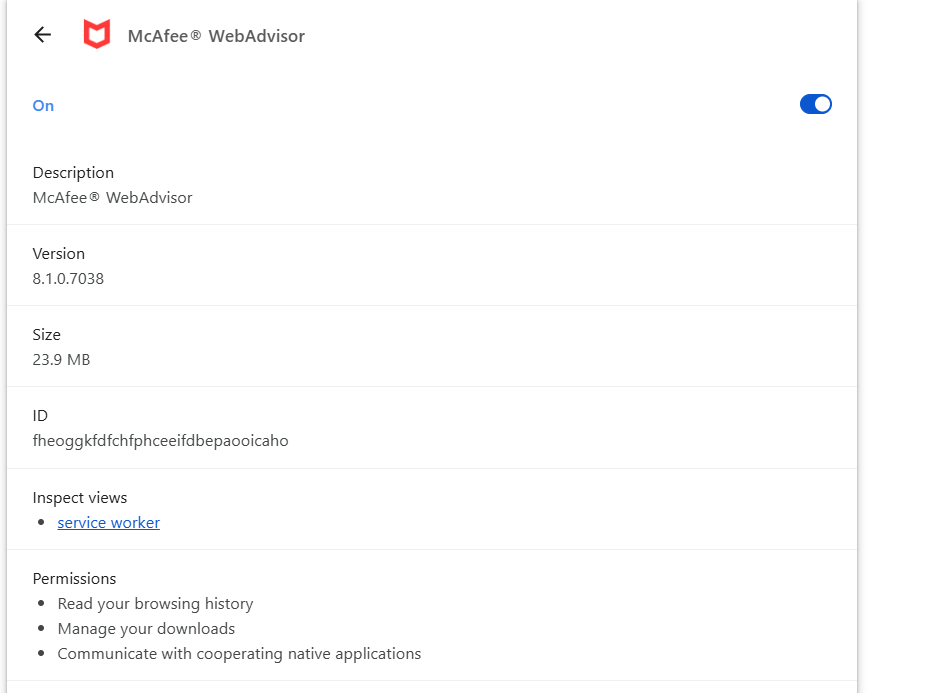 McAfee® WebAdvisor
On
Description
McAfee® WebAdvisor
Version
8.1.0.7038
Size
23.9 MB
ID
fheoggkfdfchfphceeifdbepaooicaho
Inspect views
service worker
Permissions
Read your browsing history
Manage your downloads
Communicate with cooperating native applications